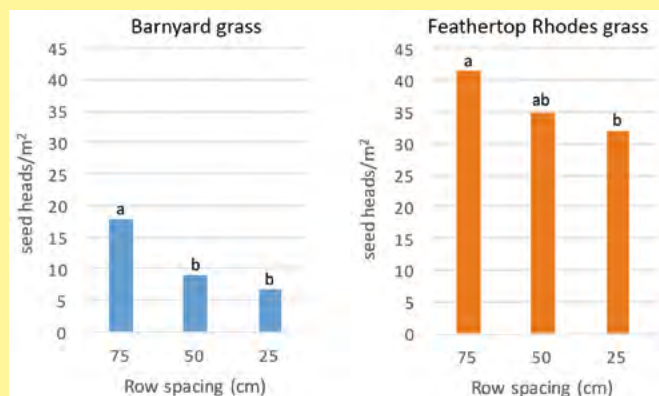 Barnyard grass
45
40
35
30
25
20
15
10
5
0
seed heads/m²
a
b
b
75 50 25
Row spacing (cm)
Feathertop Rhodes grass
45
40
35
30
25
20
15
10
5
0
seed heads/m²
a
ab
b
75 50 25
Row spacing (cm)